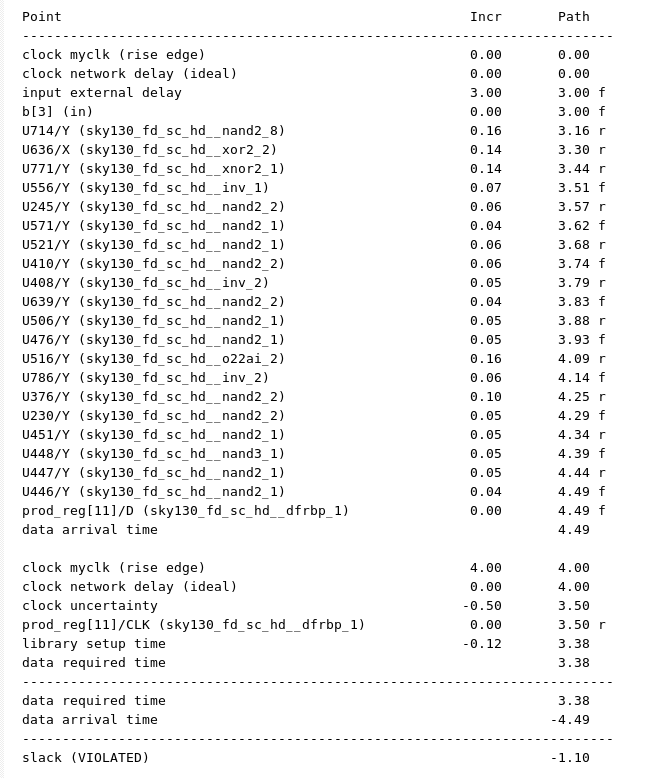 Point Incr Path
-----------------------------------------------------------
clock myclk (rise edge) 0.00 0.00
clock network delay (ideal) 0.00 0.00
input external delay 3.00 3.00 f
b[3] (in) 0.00 3.00 f
U714/Y (sky130_fd_sc_hd__nand2_8) 0.16 3.16 r
U636/X (sky130_fd_sc_hd__xor2_2) 0.14 3.30 r
U771/Y (sky130_fd_sc_hd__xnor2_1) 0.14 3.44 r
U556/Y (sky130_fd_sc_hd__inv_1) 0.07 3.51 f
U245/Y (sky130_fd_sc_hd__nand2_2) 0.06 3.57 r
U571/Y (sky130_fd_sc_hd__nand2_1) 0.04 3.62 f
U521/Y (sky130_fd_sc_hd__nand2_1) 0.06 3.68 r
U410/Y (sky130_fd_sc_hd__nand2_2) 0.06 3.74 f
U408/Y (sky130_fd_sc_hd__inv_2) 0.05 3.79 r
U639/Y (sky130_fd_sc_hd__nand2_2) 0.04 3.83 f
U506/Y (sky130_fd_sc_hd__nand2_1) 0.05 3.88 r
U476/Y (sky130_fd_sc_hd__nand2_1) 0.05 3.93 f
U516/Y (sky130_fd_sc_hd__o22ai_2) 0.16 4.09 r
U786/Y (sky130_fd_sc_hd__inv_2) 0.06 4.14 f
U376/Y (sky130_fd_sc_hd__nand2_2) 0.10 4.25 r
U230/Y (sky130_fd_sc_hd__nand2_2) 0.05 4.29 f
U451/Y (sky130_fd_sc_hd__nand2_1) 0.05 4.34 r
U448/Y (sky130_fd_sc_hd__nand3_1) 0.05 4.39 f
U447/Y (sky130_fd_sc_hd__nand2_1) 0.05 4.44 r
U446/Y (sky130_fd_sc_hd__nand2_1) 0.04 4.49 f
prod_reg[11]/D (sky130_fd_sc_hd__dfrbp_1) 0.00 4.49 f
data arrival time 4.49
clock myclk (rise edge) 4.00 4.00
clock network delay (ideal) 0.00 4.00
clock uncertainty -0.50 3.50
prod_reg[11]/CLK (sky130_fd_sc_hd__dfrbp_1) 0.00 3.50 r
library setup time -0.12 3.38
data required time 3.38
-----------------------------------------------------------
data required time 3.38
data arrival time -4.49
-----------------------------------------------------------
slack (VIOLATED) -1.10